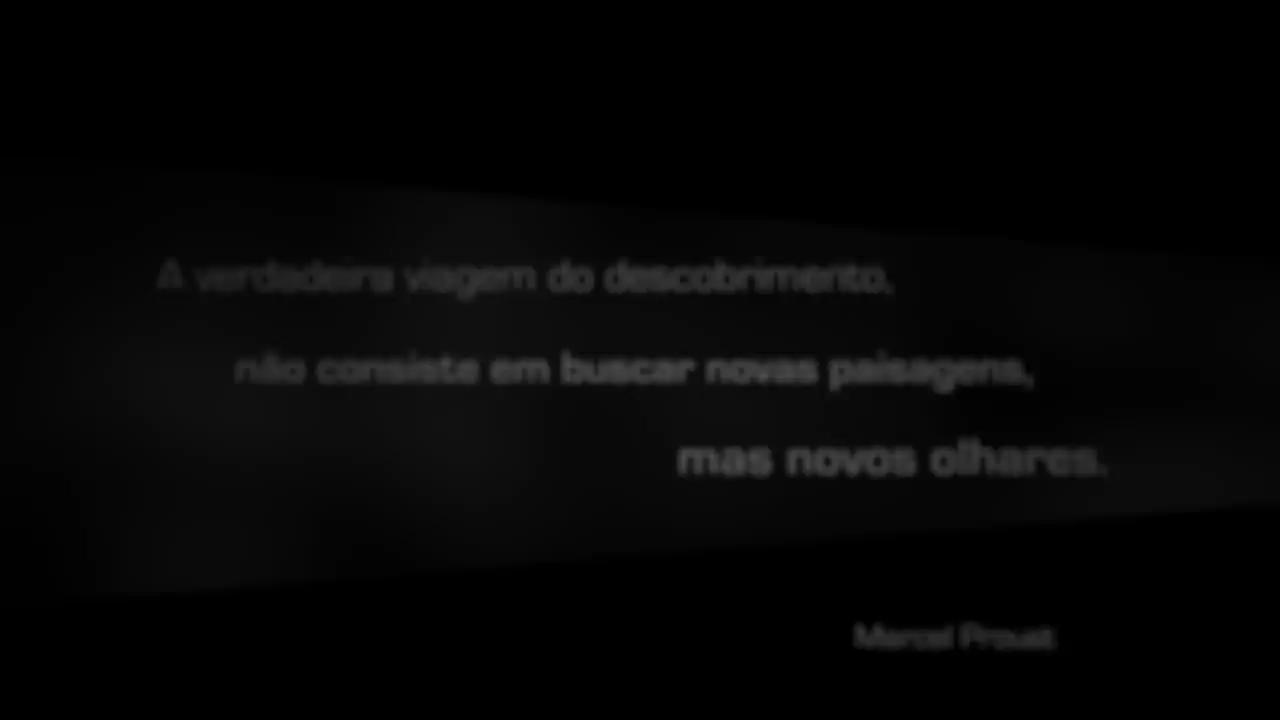 A verdadeira viagem do descobrimento,
não consiste em buscar novas paisagens,
mas novos olhares.
Marcel Proust